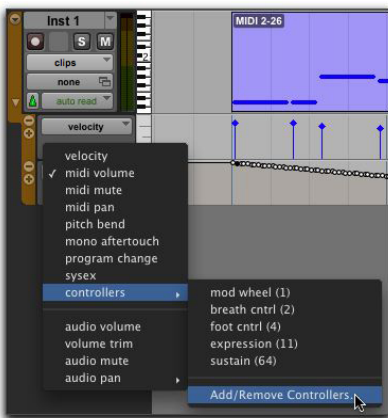 Inst 1
MIDI 2-26
S M
clips
2
none
auto read
velocity
velocity
✓ midi volume
midi mute
midi pan
pitch bend
mono aftertouch
program change
sysex
controllers
mod wheel (1)
breath cntrl (2)
foot cntrl (4)
expression (11)
sustain (64)
audio volume
volume trim
audio mute
audio pan
Add/Remove Controllers...